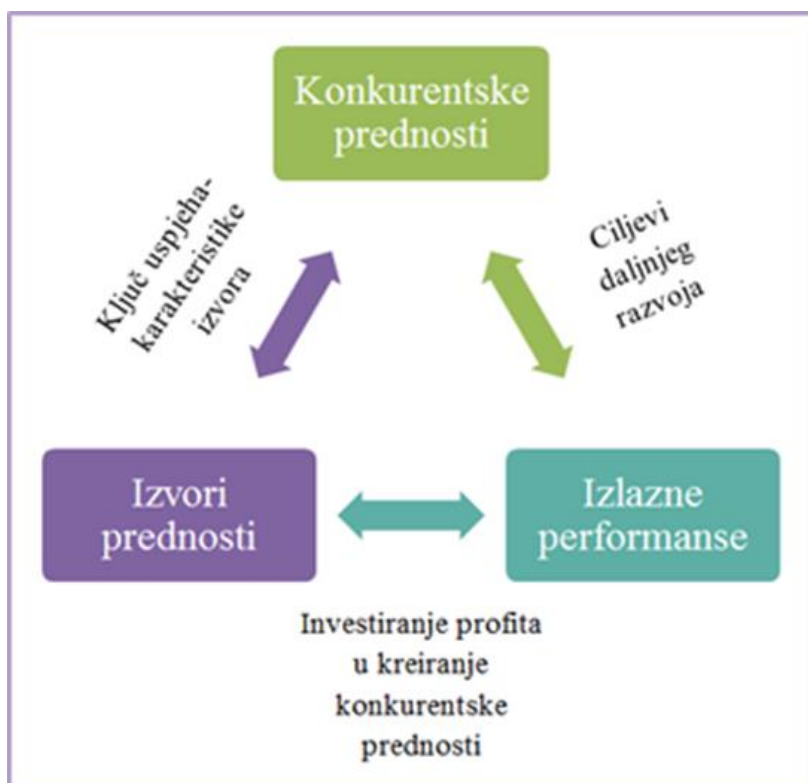 Konkurentske
prednosti
Ključ uspjeha-
karakteristike
izvora
Ciljevi
daljnjeg
razvoja
Izvori
prednosti
Izlazne
performanse
Investiranje profita
u kreiranje
konkurentske
prednosti